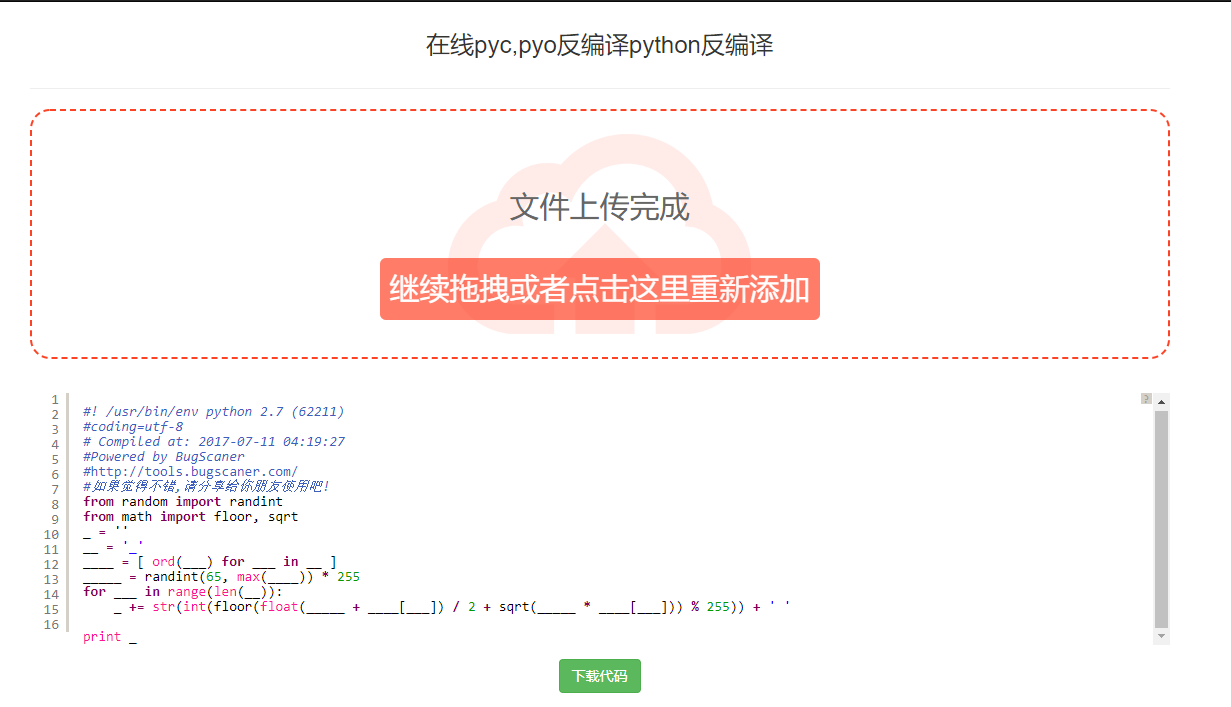 在线pyc,pyo反编译python反编译
文件上传完成
继续拖拽或者点击这里重新添加
1
2 #! /usr/bin/env python 2.7 (62211)
3 #coding=utf-8
4 # Compiled at: 2017-07-11 04:19:27
5 #Powered by BugScaner
6 #http://tools.bugscaner.com/
7 #如果觉得不错,请分享给你朋友使用吧!
8 from random import randint
9 from math import floor, sqrt
10 _ = ''
11 __ = '_'
12 ____ = [ ord(___) for ___ in __ ]
13 _____ = randint(65, max(____)) * 255
14 for ___ in range(len(__)):
15     _ += str(int(floor(float(_____ + ____[___]) / 2 + sqrt(_____ * ____[___])) % 255)) + ' '
16
print _
?
下载代码